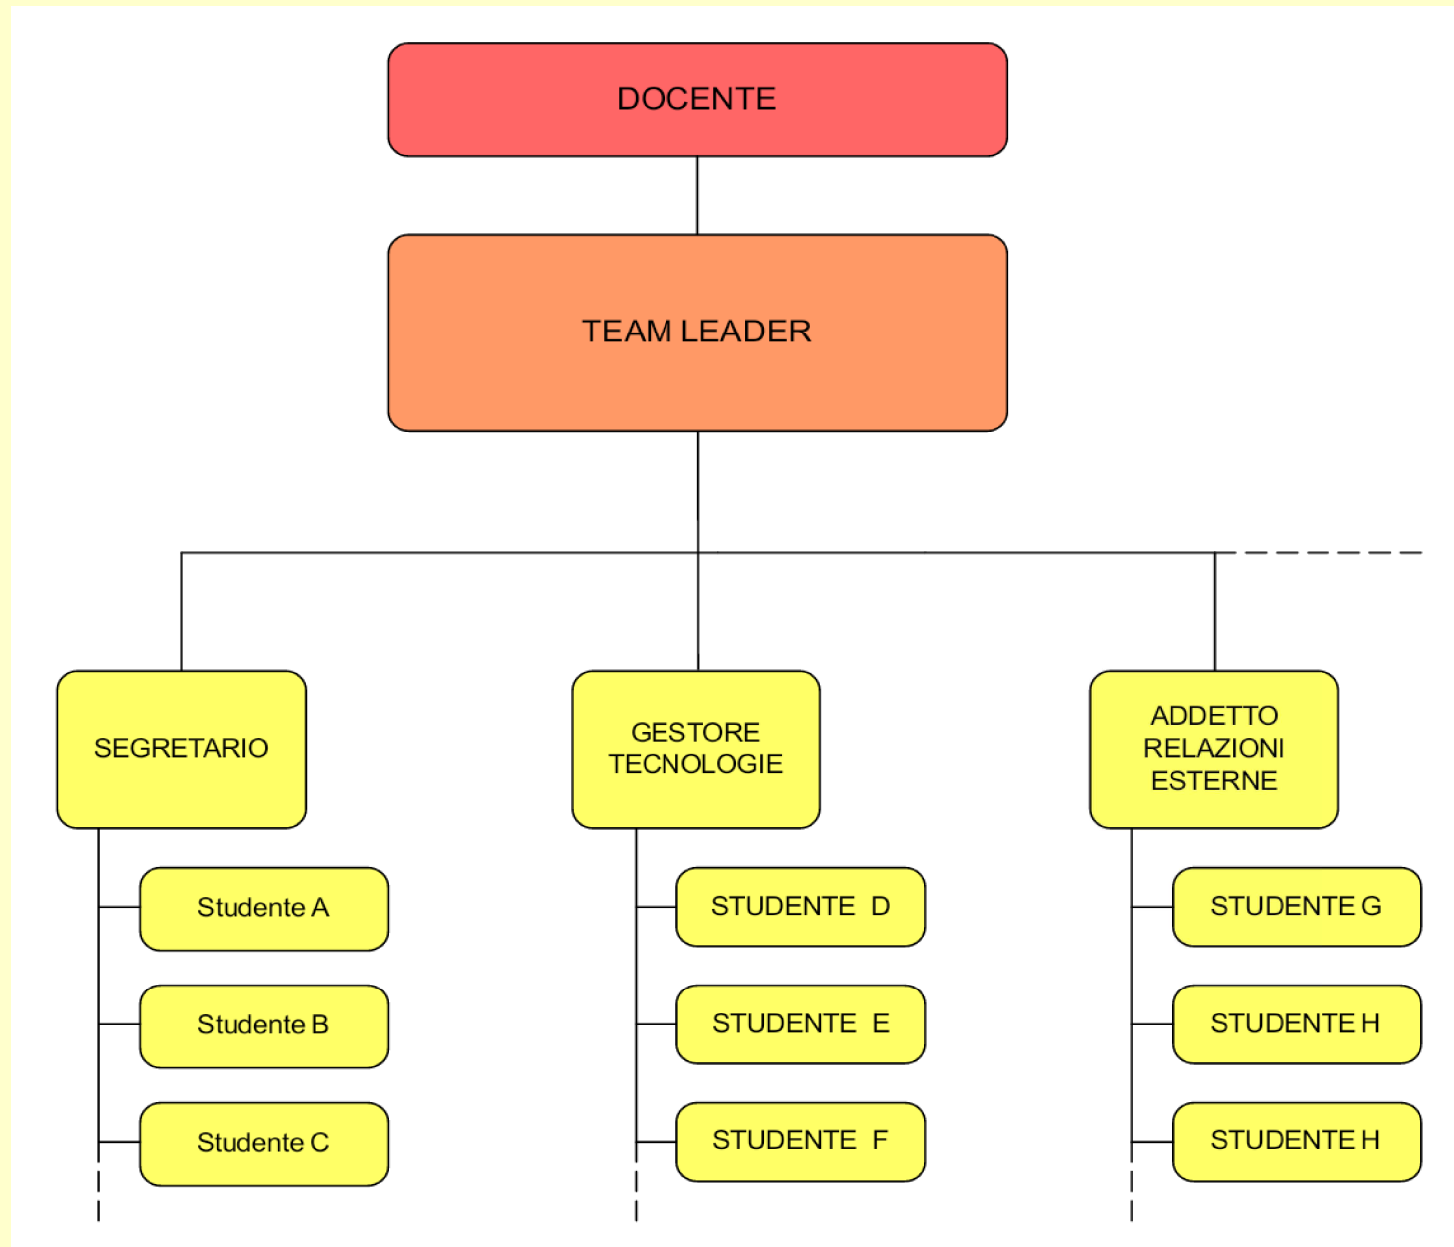 DOCENTE
TEAM LEADER
SEGRETARIO
GESTORE
TECNOLOGIE
ADDETTO
RELAZIONI
ESTERNE
Studente A
Studente B
Studente C
STUDENTE D
STUDENTE E
STUDENTE F
STUDENTE G
STUDENTE H
STUDENTE H